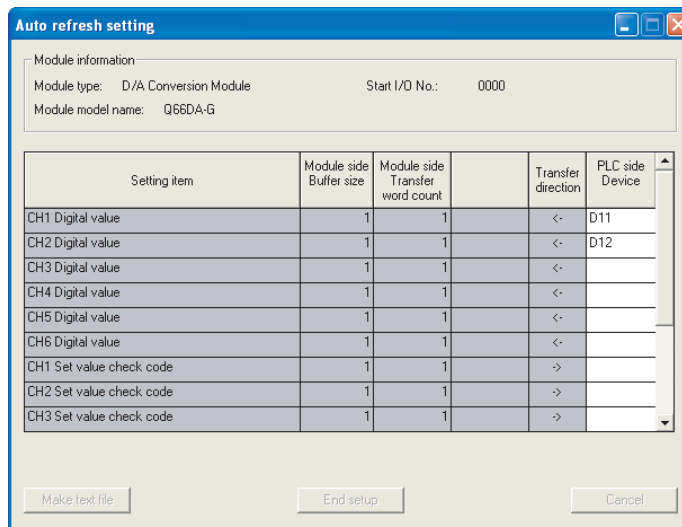 Auto refresh setting
Module information
Module type: D/A Conversion Module Start I/O No.: 0000
Module model name: Q66DA-G
Setting item Module side Buffer size Module side Transfer word count Transfer direction PLC side Device
CH1 Digital value 1 1 <- D11
CH2 Digital value 1 1 <- D12
CH3 Digital value 1 1 <-
CH4 Digital value 1 1 <-
CH5 Digital value 1 1 <-
CH6 Digital value 1 1 <-
CH1 Set value check code 1 1 ->
CH2 Set value check code 1 1 ->
CH3 Set value check code 1 1 ->
Make text file End setup Cancel